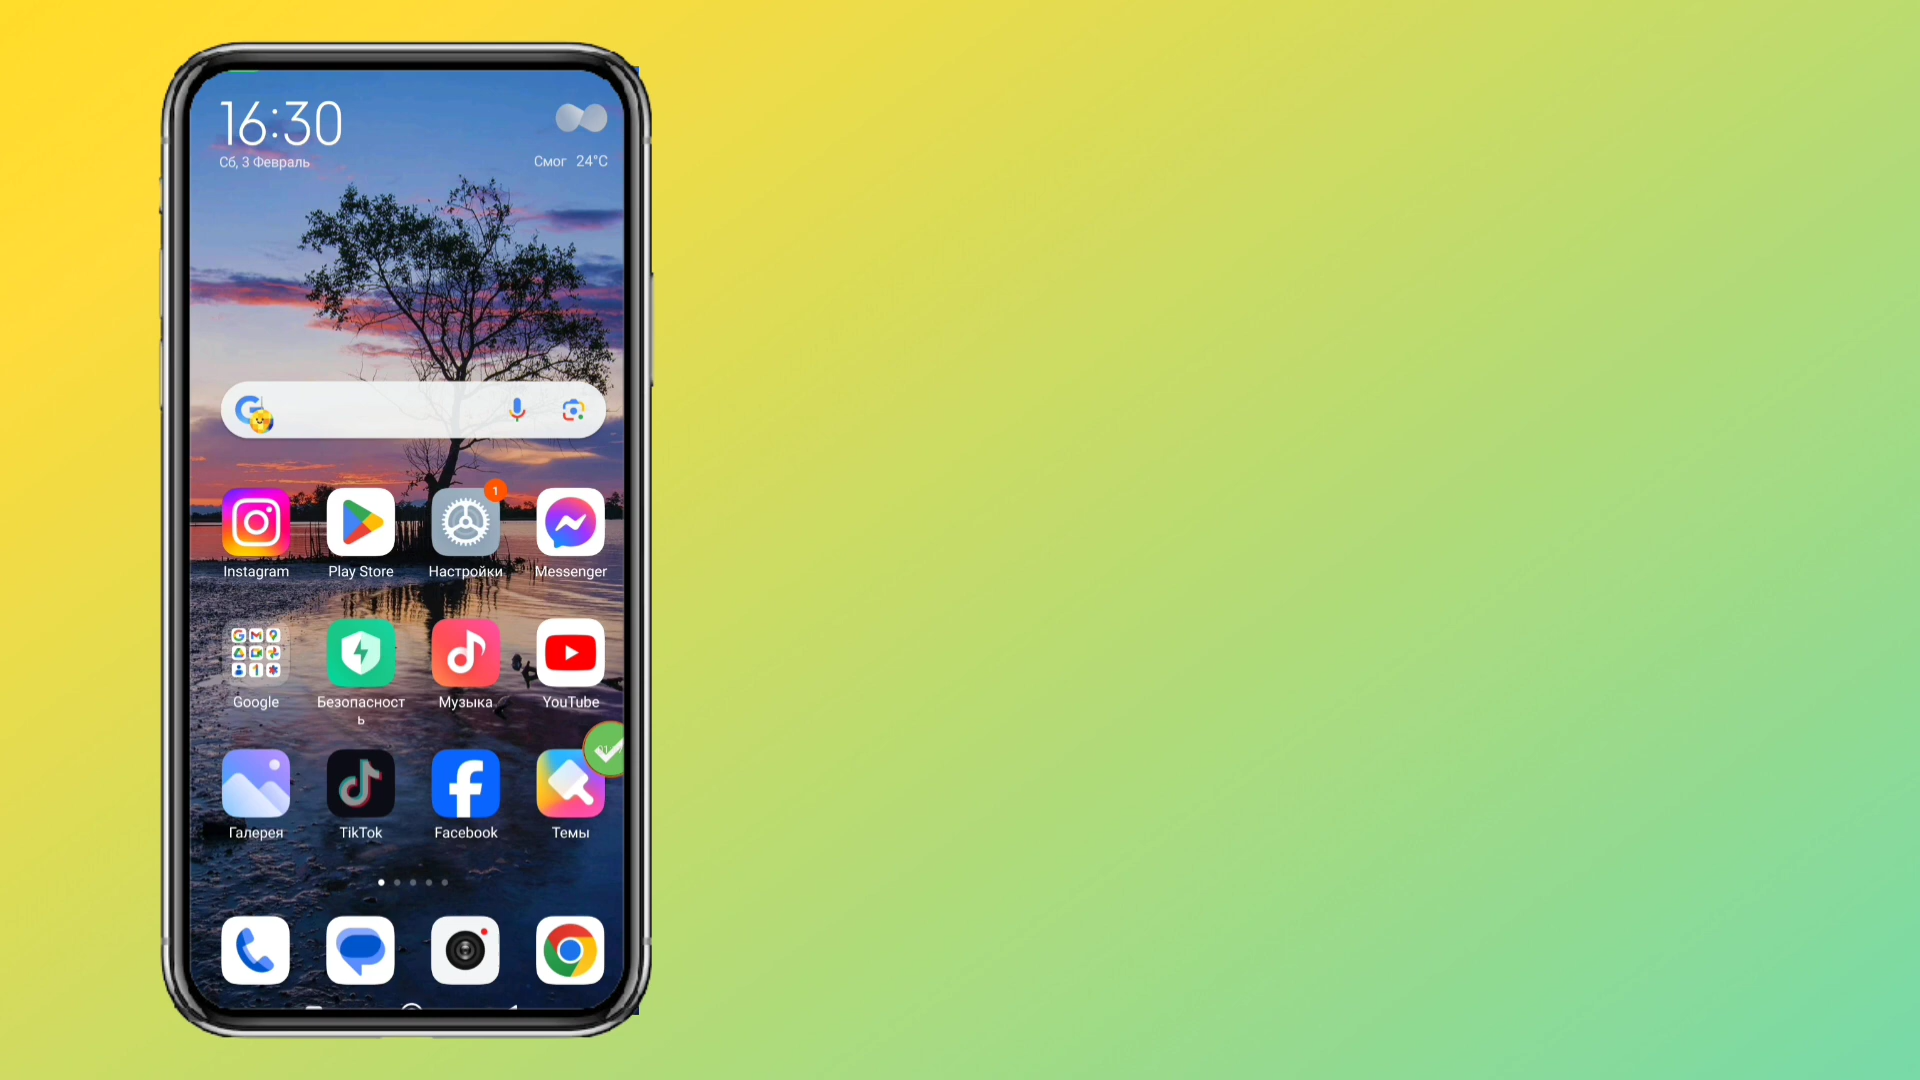 16:30
Сб, 3 Февраль
Смог 24°C
1
Instagram
Play Store
Настройки
Messenger
Google
Безопасност
ь
Музыка
YouTube
Галерея
TikTok
Facebook
Темы